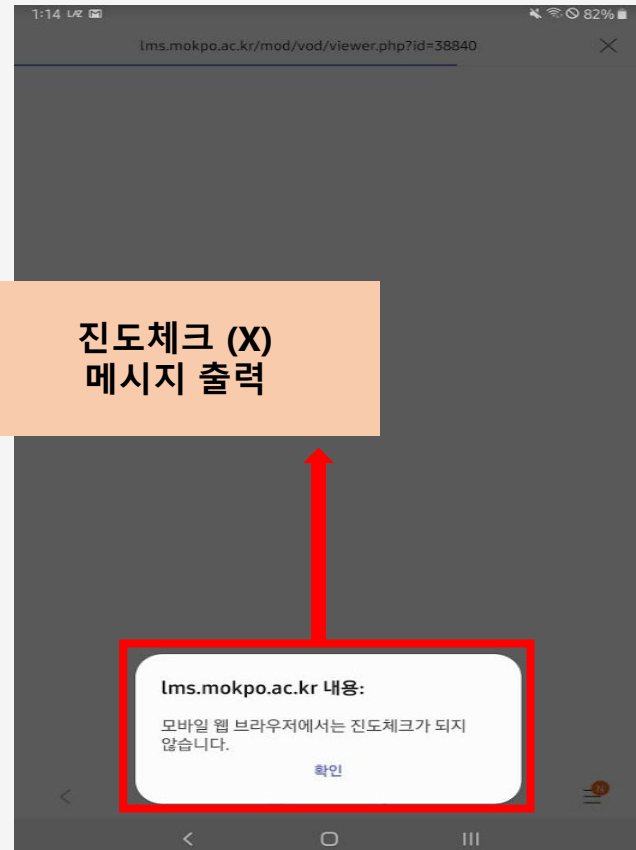 1:14
82%
lms.mokpo.ac.kr/mod/vod/viewer.php?id=38840
진도체크 (X)
메시지 출력
lms.mokpo.ac.kr 내용:
모바일 웹 브라우저에서는 진도체크가 되지
않습니다.
확인
N